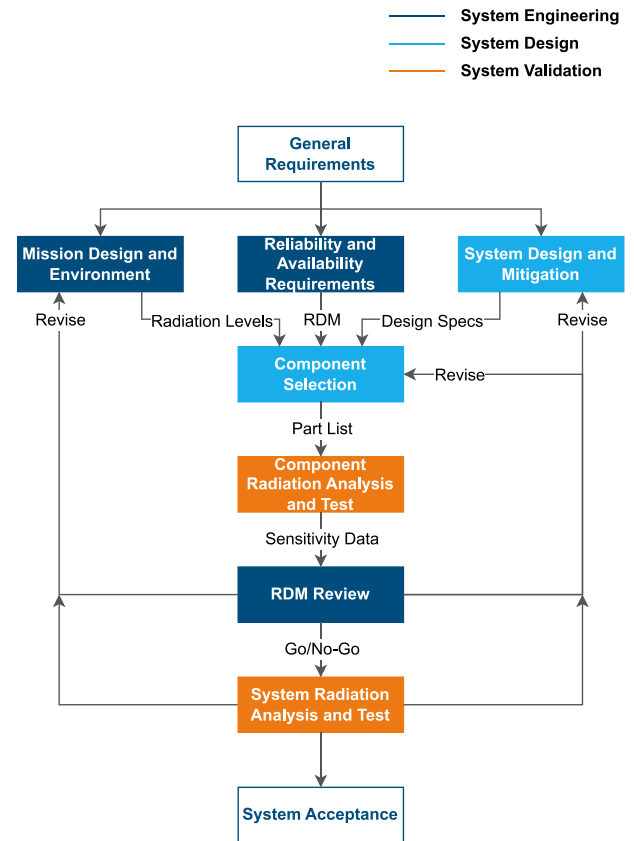 System Engineering
System Design
System Validation
General
Requirements
Mission Design and
Environment
Reliability and
Availability
Requirements
System Design and
Mitigation
Revise
Radiation Levels
RDM
Design Specs
Revise
Component
Selection
Revise
Part List
Component
Radiation Analysis
and Test
Sensitivity Data
RDM Review
Go/No-Go
System Radiation
Analysis and Test
System Acceptance